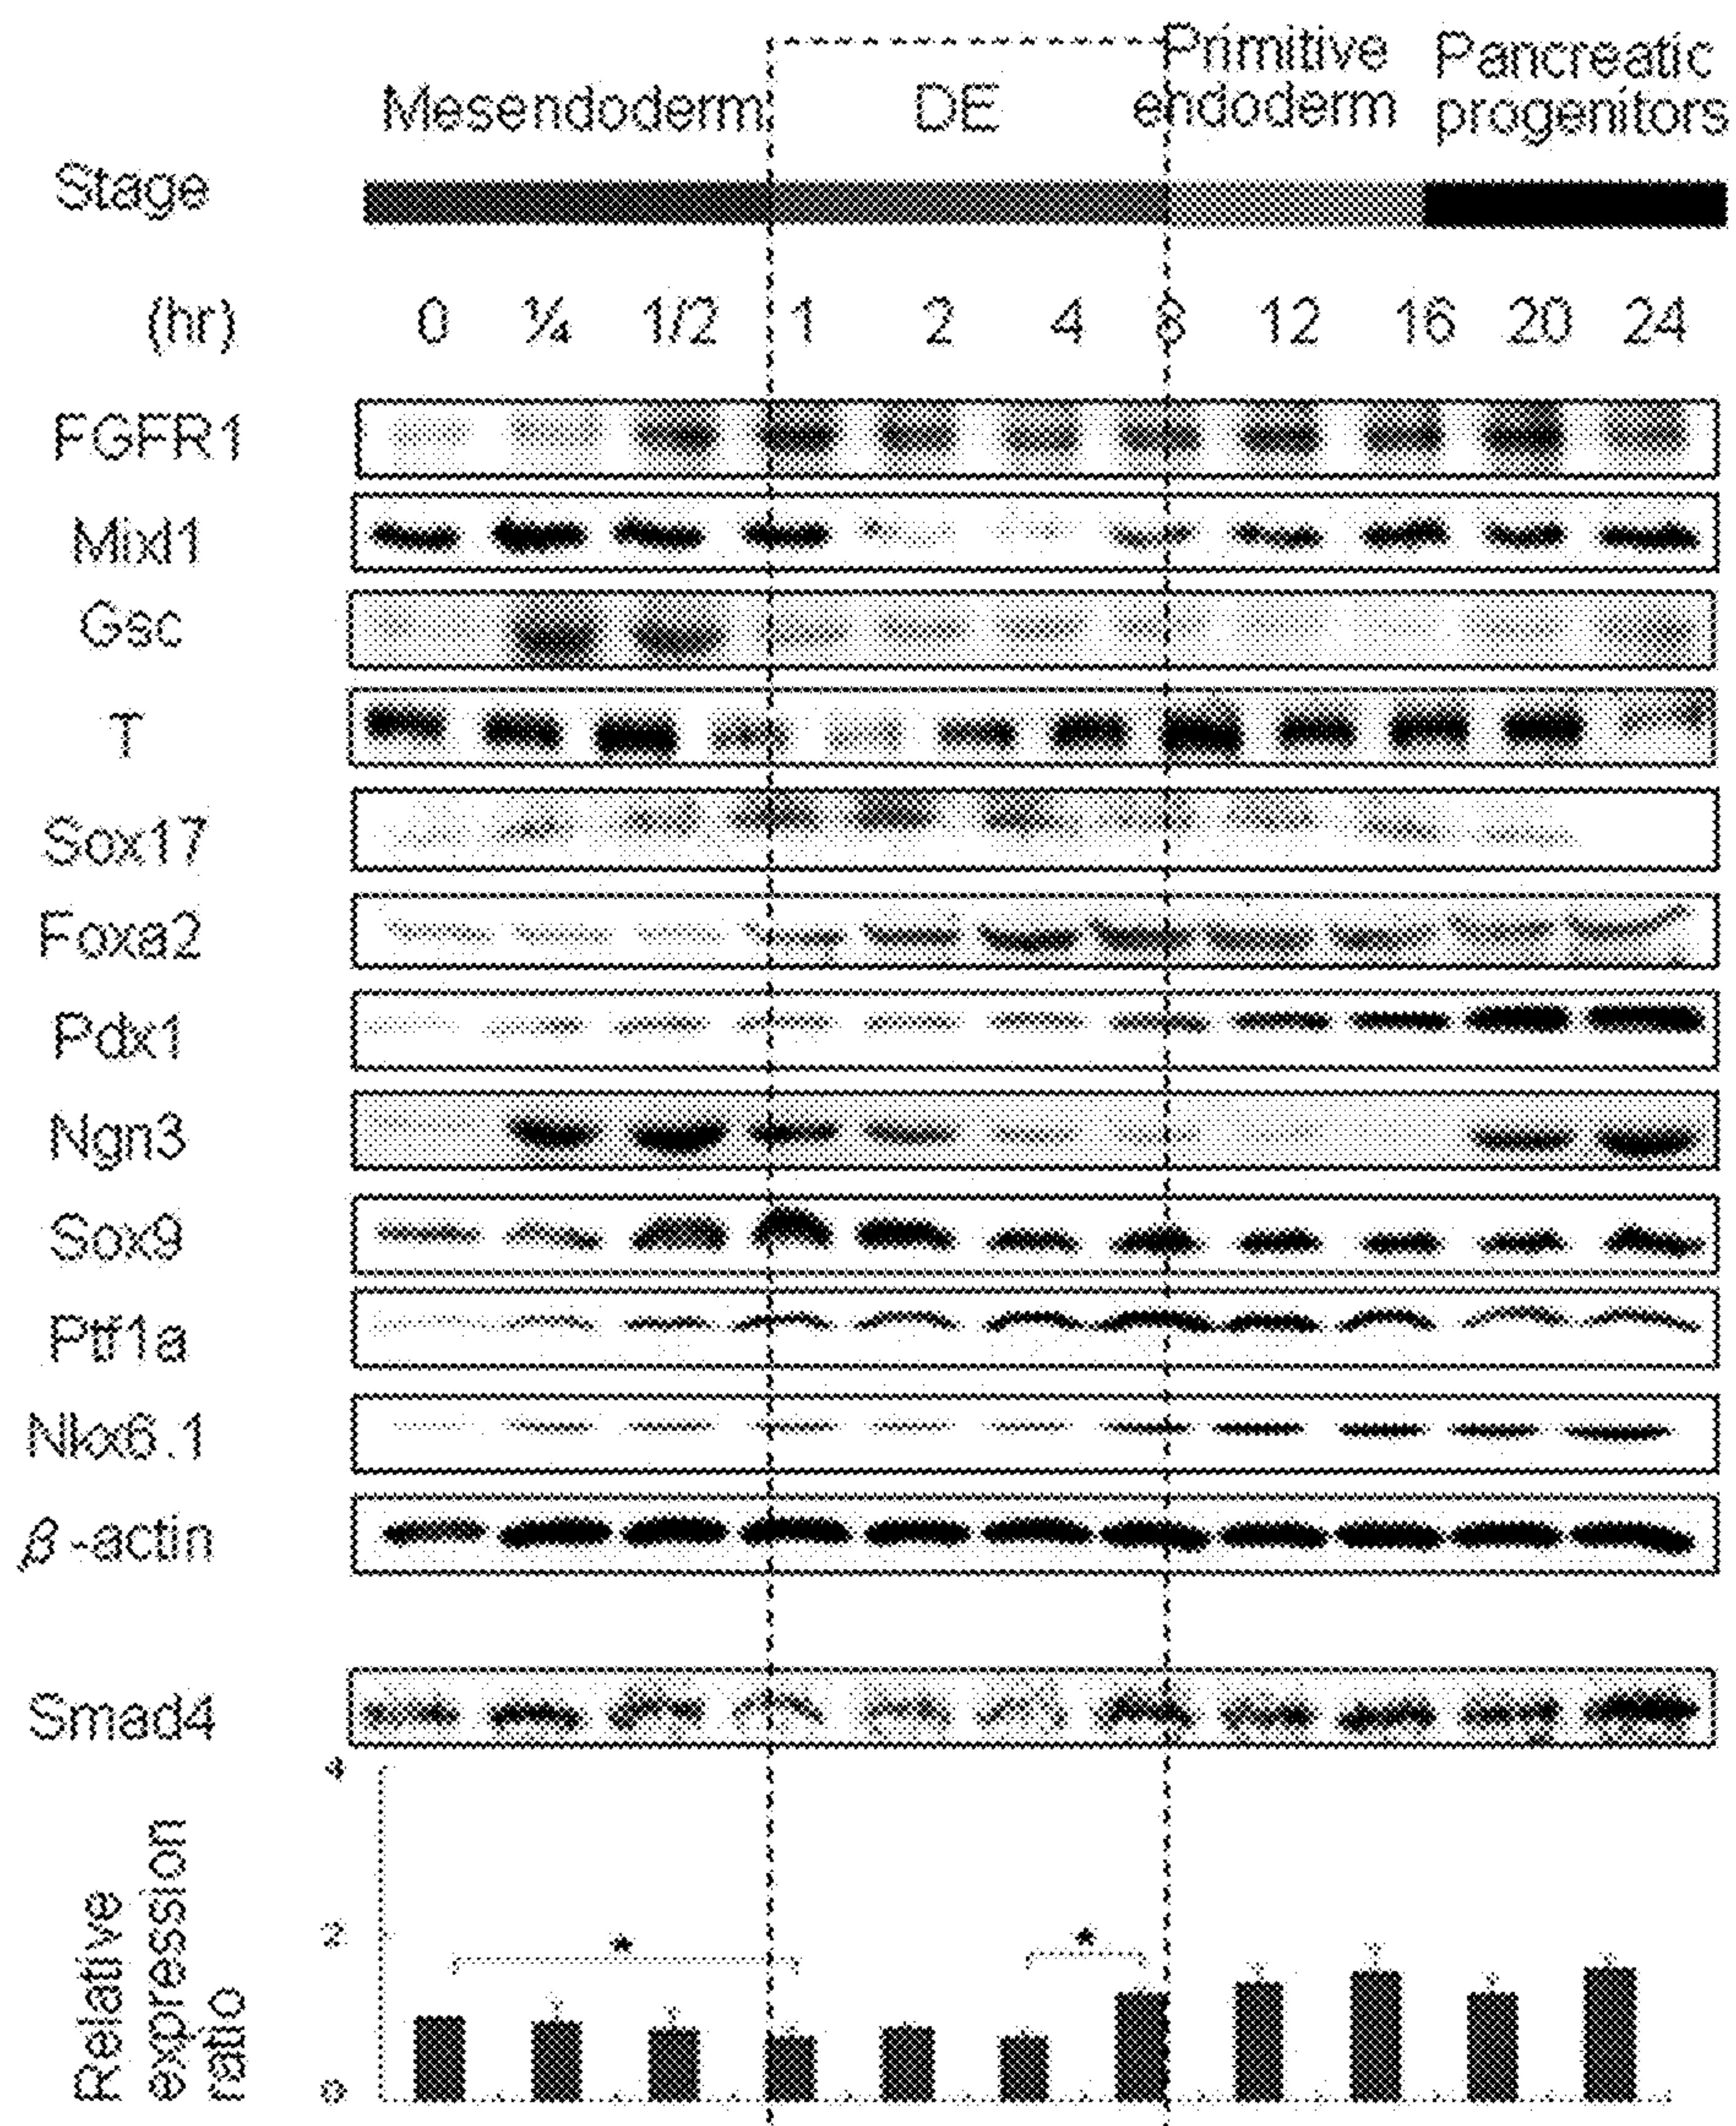 Mesendoderm DE Primitive endoderm Pancreatic progenitors
Stage
(hr) 0 ¼ 1/2 1 2 4 6 12 16 20 24
FGFR1
Mixl1
Gsc
T
Sox17
Foxa2
Pdx1
Ngn3
Sox9
Ptf1a
Nkx6.1
β-actin
Smad4
4
2
0
* *
Relative
expression
ratio